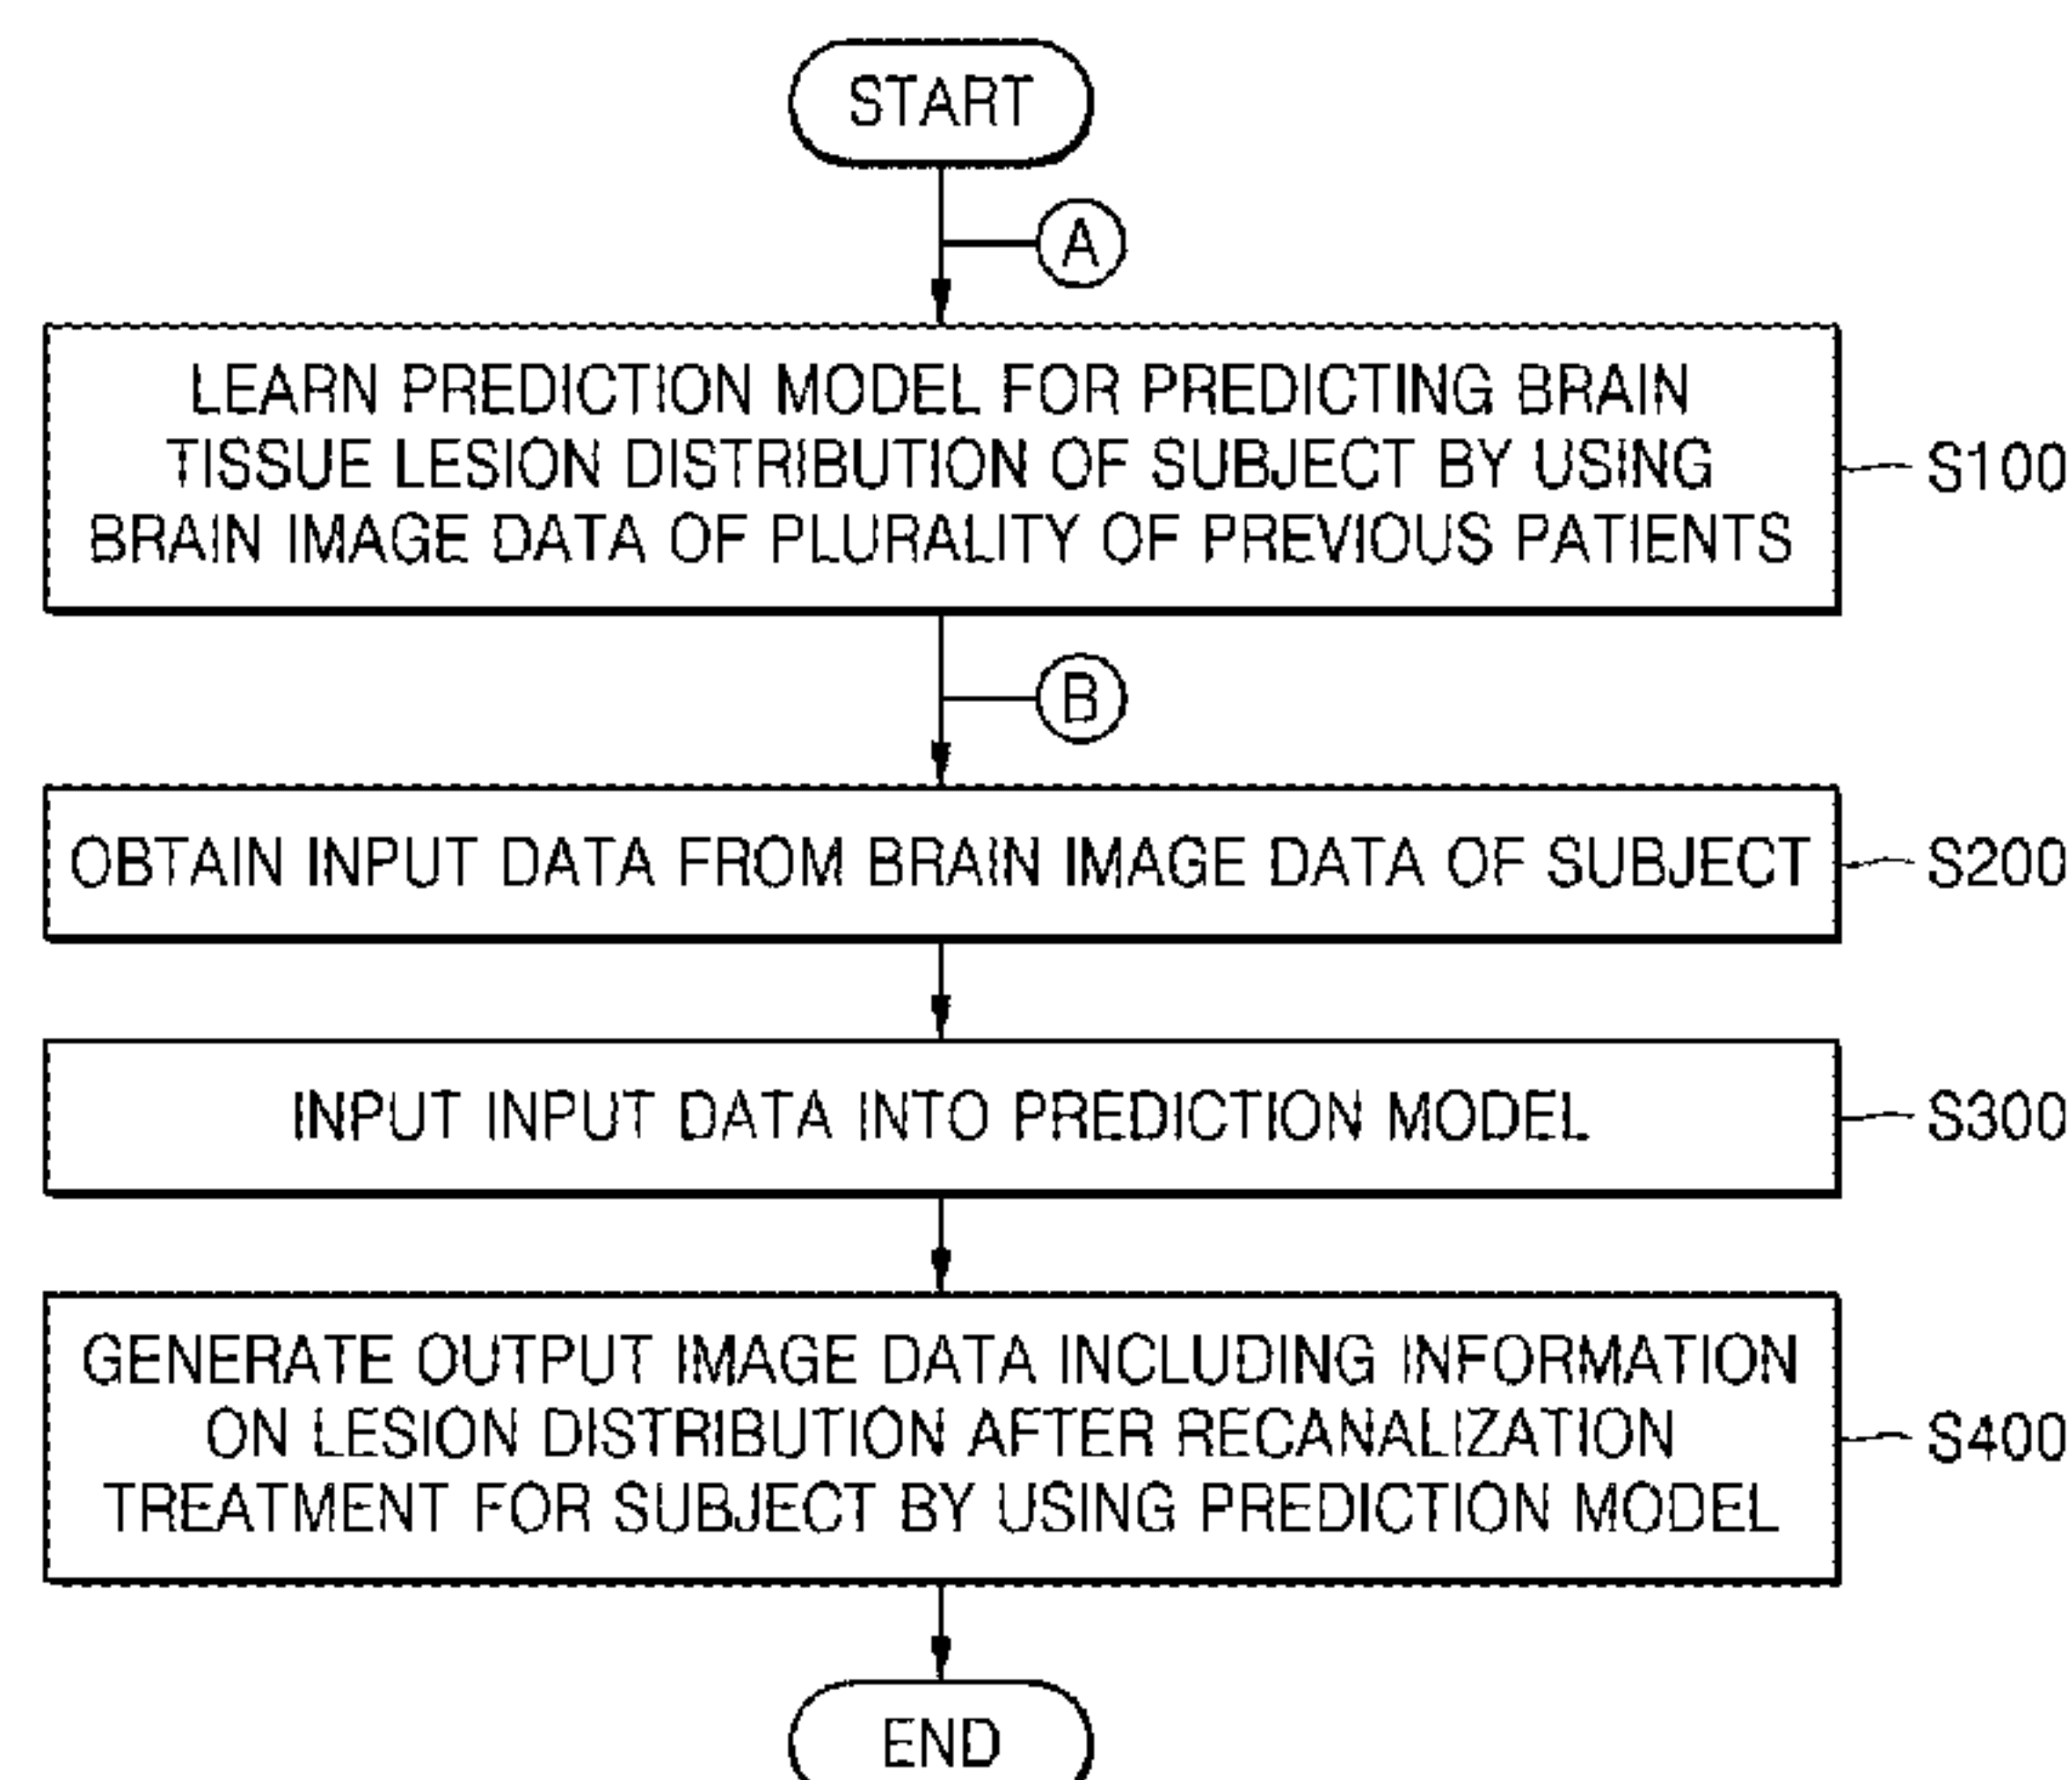 START
A
LEARN PREDICTION MODEL FOR PREDICTING BRAIN
TISSUE LESION DISTRIBUTION OF SUBJECT BY USING
BRAIN IMAGE DATA OF PLURALITY OF PREVIOUS PATIENTS
S100
B
OBTAIN INPUT DATA FROM BRAIN IMAGE DATA OF SUBJECT
S200
INPUT INPUT DATA INTO PREDICTION MODEL
S300
GENERATE OUTPUT IMAGE DATA INCLUDING INFORMATION
ON LESION DISTRIBUTION AFTER RECANALIZATION
TREATMENT FOR SUBJECT BY USING PREDICTION MODEL
S400
END